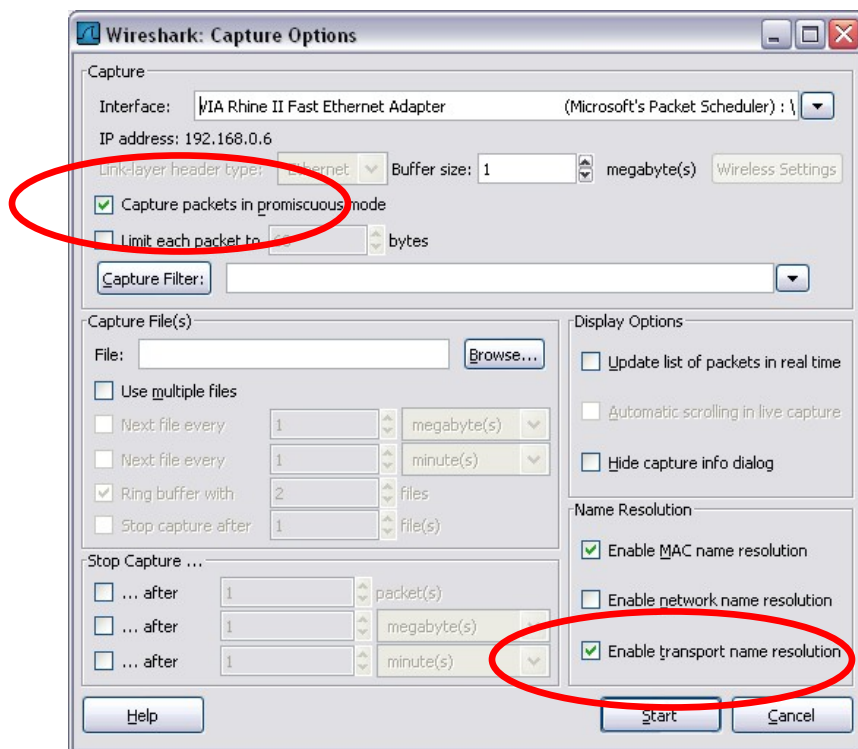 Wireshark: Capture Options
Capture
Interface: VIA Rhine II Fast Ethernet Adapter (Microsoft's Packet Scheduler) : \
IP address: 192.168.0.6
Link-layer header type: Ethernet Buffer size: 1 megabyte(s) Wireless Settings
Capture packets in promiscuous mode
Limit each packet to 68 bytes
Capture Filter:
Capture File(s)
File: Browse...
Use multiple files
Next file every 1 megabyte(s)
Next file every 1 minute(s)
Ring buffer with 2 files
Stop capture after 1 file(s)
Stop Capture ...
... after 1 packet(s)
... after 1 megabyte(s)
... after 1 minute(s)
Display Options
Update list of packets in real time
Automatic scrolling in live capture
Hide capture info dialog
Name Resolution
Enable MAC name resolution
Enable network name resolution
Enable transport name resolution
Help Start Cancel